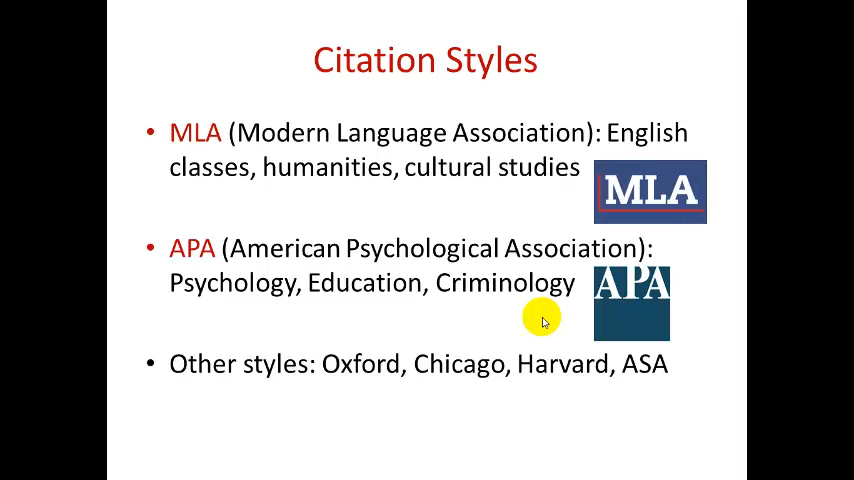 Citation Styles
• MLA (Modern Language Association): English
classes, humanities, cultural studies
MLA
• APA (American Psychological Association):
Psychology, Education, Criminology
APA
• Other styles: Oxford, Chicago, Harvard, ASA